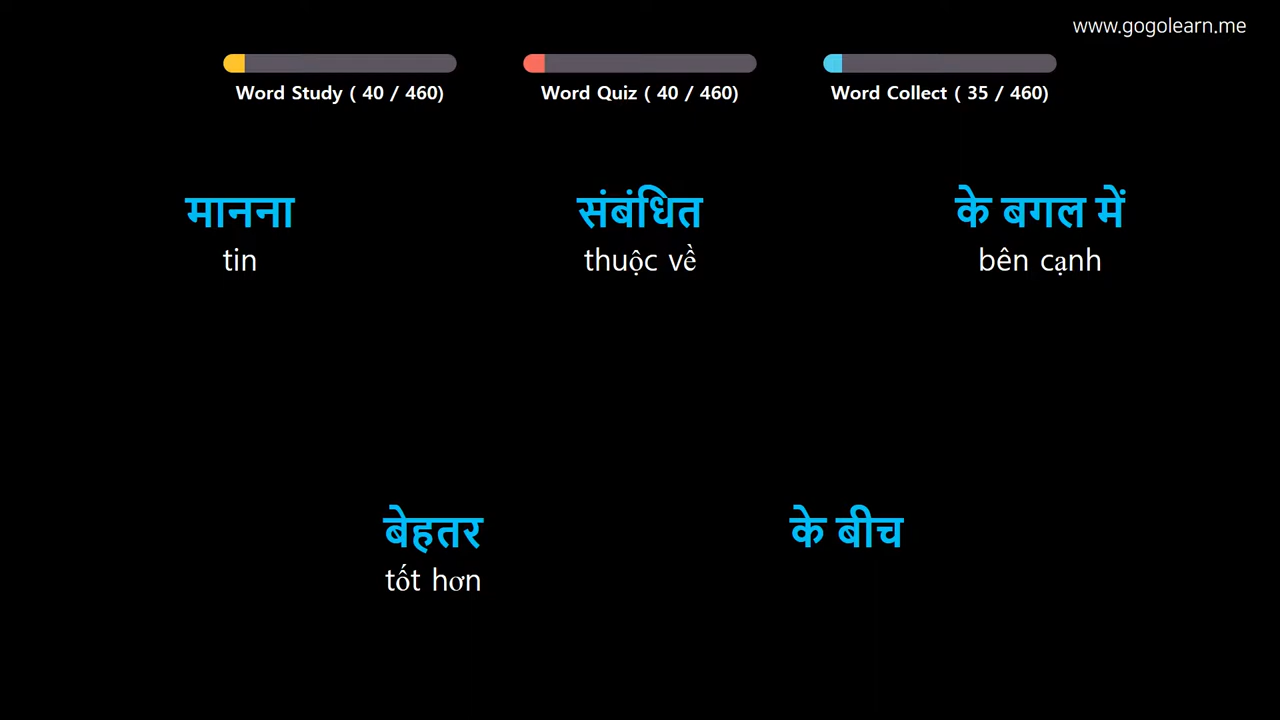 www.gogolearn.me
Word Study ( 40 / 460)
Word Quiz ( 40 / 460)
Word Collect ( 35 / 460)
मानना
tin
संबंधित
thuộc về
के बगल में
bên cạnh
बेहतर
tốt hơn
के बीच